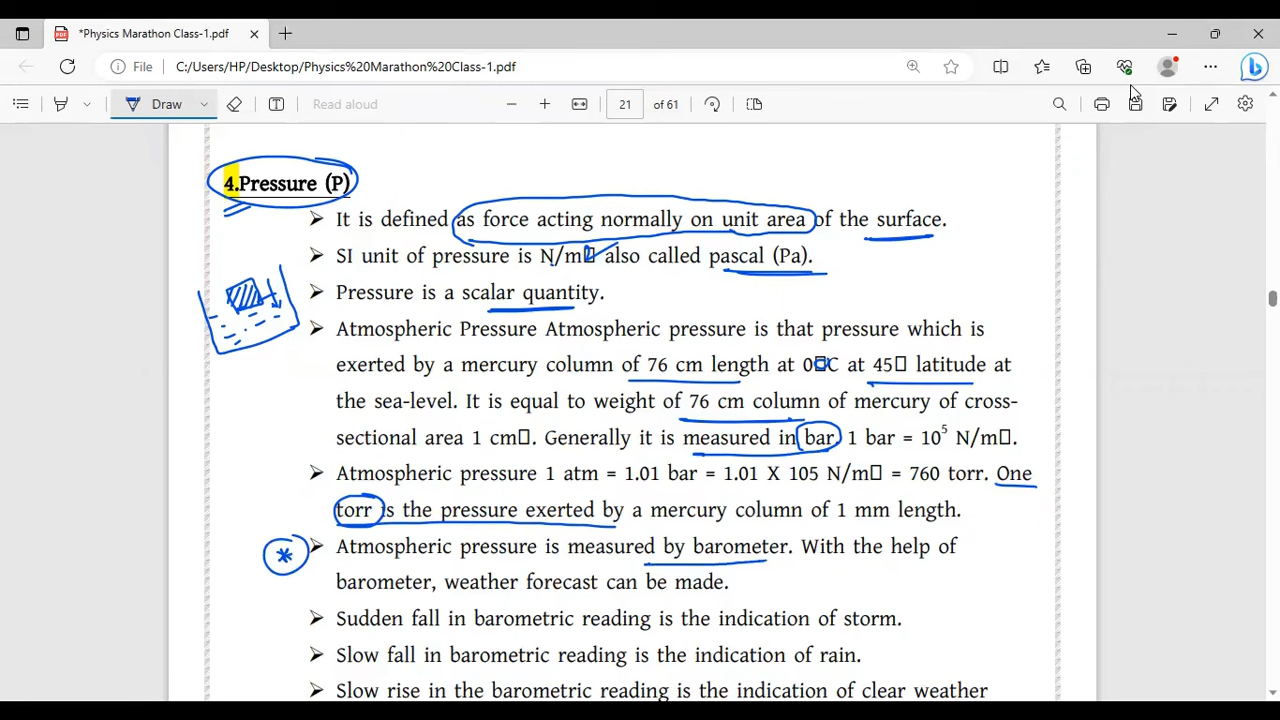 *Physics Marathon Class-1.pdf
File C:/Users/HP/Desktop/Physics%20Marathon%20Class-1.pdf
Draw Read aloud 21 of 61
4.Pressure (P)
➢ It is defined as force acting normally on unit area of the surface.
➢ SI unit of pressure is N/m2 also called pascal (Pa).
➢ Pressure is a scalar quantity.
➢ Atmospheric Pressure Atmospheric pressure is that pressure which is
exerted by a mercury column of 76 cm length at 0□C at 45□ latitude at
the sea-level. It is equal to weight of 76 cm column of mercury of cross-
sectional area 1 cm□. Generally it is measured in bar. 1 bar = 10⁵ N/m□.
➢ Atmospheric pressure 1 atm = 1.01 bar = 1.01 X 105 N/m□ = 760 torr. One
torr is the pressure exerted by a mercury column of 1 mm length.
* ➢ Atmospheric pressure is measured by barometer. With the help of
barometer, weather forecast can be made.
➢ Sudden fall in barometric reading is the indication of storm.
➢ Slow fall in barometric reading is the indication of rain.
➢ Slow rise in the barometric reading is the indication of clear weather